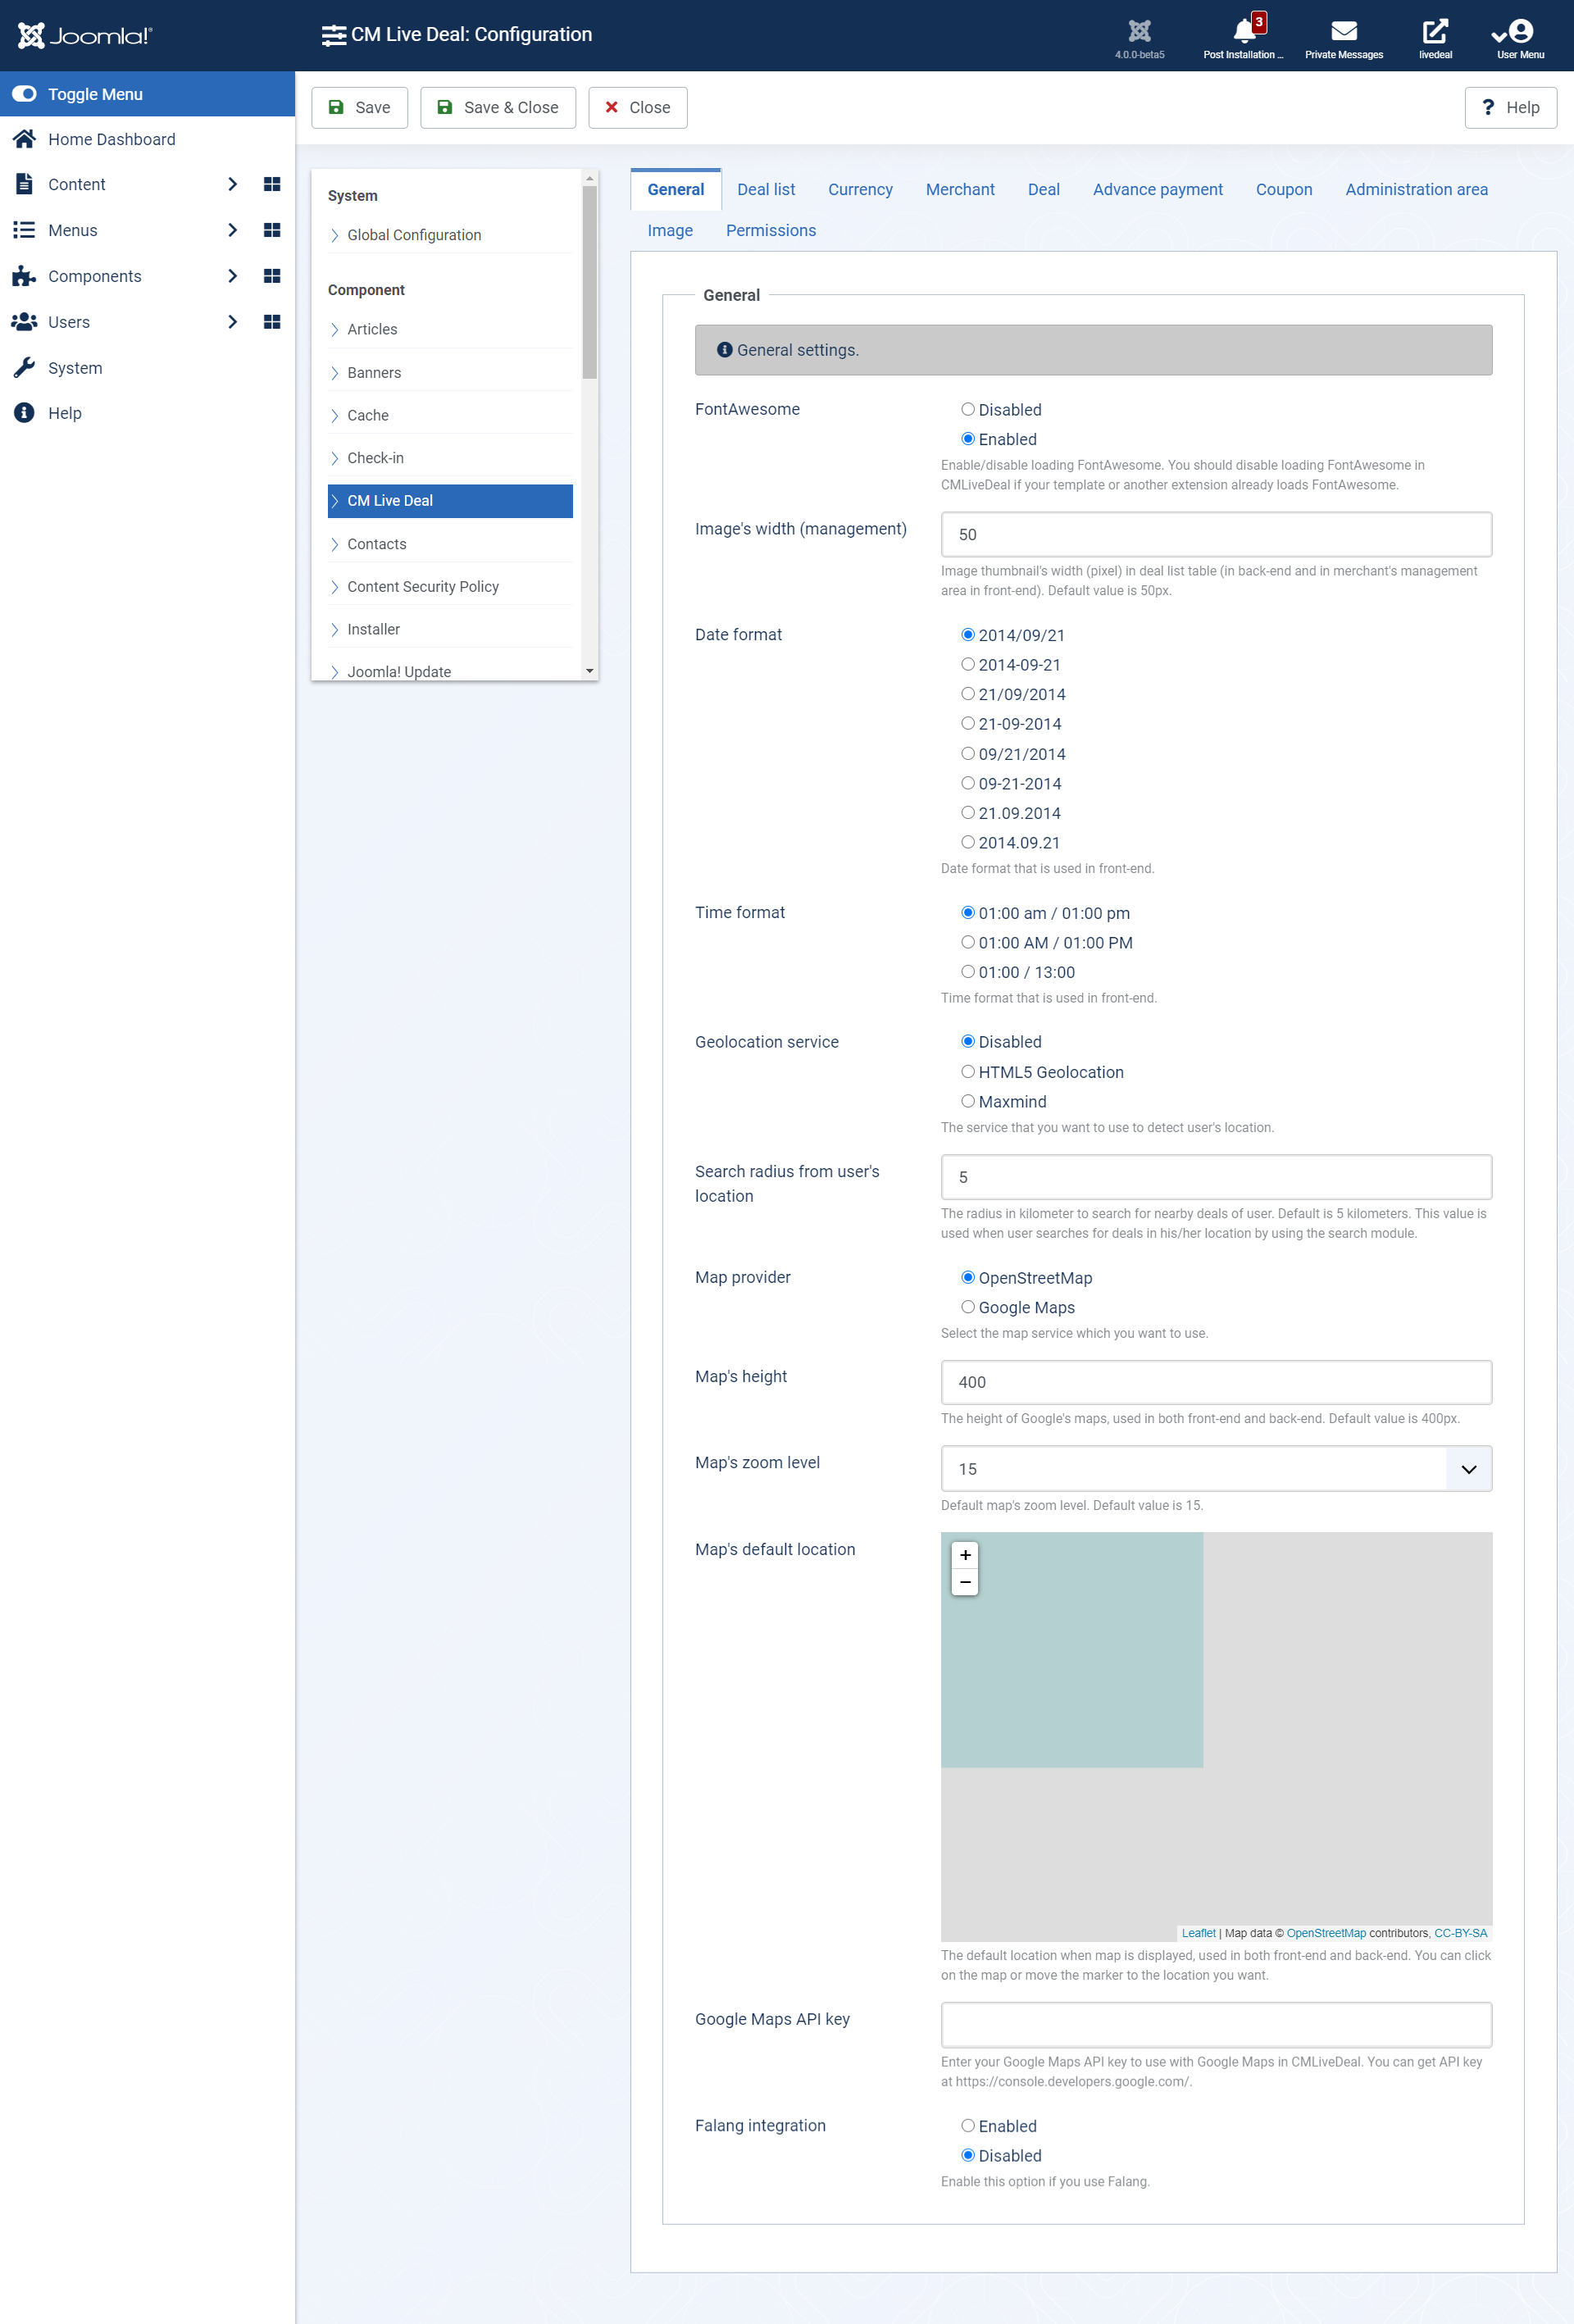 Joomla!
CM Live Deal: Configuration
4.0.0-beta5
3
Post Installation ...
Private Messages
livedeal
User Menu
Toggle Menu
Home Dashboard
Content
Menus
Components
Users
System
Help
Save
Save & Close
Close
Help
System
Global Configuration
Component
Articles
Banners
Cache
Check-in
CM Live Deal
Contacts
Content Security Policy
Installer
Joomla! Update
General
Deal list
Currency
Merchant
Deal
Advance payment
Coupon
Administration area
Image
Permissions
General
General settings.
FontAwesome
Disabled
Enabled
Enable/disable loading FontAwesome. You should disable loading FontAwesome in
CMLiveDeal if your template or another extension already loads FontAwesome.
Image's width (management)
50
Image thumbnail's width (pixel) in deal list table (in back-end and in merchant's management
area in front-end). Default value is 50px.
Date format
2014/09/21
2014-09-21
21/09/2014
21-09-2014
09/21/2014
09-21-2014
21.09.2014
2014.09.21
Date format that is used in front-end.
Time format
01:00 am / 01:00 pm
01:00 AM / 01:00 PM
01:00 / 13:00
Time format that is used in front-end.
Geolocation service
Disabled
HTML5 Geolocation
Maxmind
The service that you want to use to detect user's location.
Search radius from user's
location
5
The radius in kilometer to search for nearby deals of user. Default is 5 kilometers. This value is
used when user searches for deals in his/her location by using the search module.
Map provider
OpenStreetMap
Google Maps
Select the map service which you want to use.
Map's height
400
The height of Google's maps, used in both front-end and back-end. Default value is 400px.
Map's zoom level
15
Default map's zoom level. Default value is 15.
Map's default location
+
−
Leaflet | Map data © OpenStreetMap contributors, CC-BY-SA
The default location when map is displayed, used in both front-end and back-end. You can click
on the map or move the marker to the location you want.
Google Maps API key
Enter your Google Maps API key to use with Google Maps in CMLiveDeal. You can get API key
at https://console.developers.google.com/.
Falang integration
Enabled
Disabled
Enable this option if you use Falang.